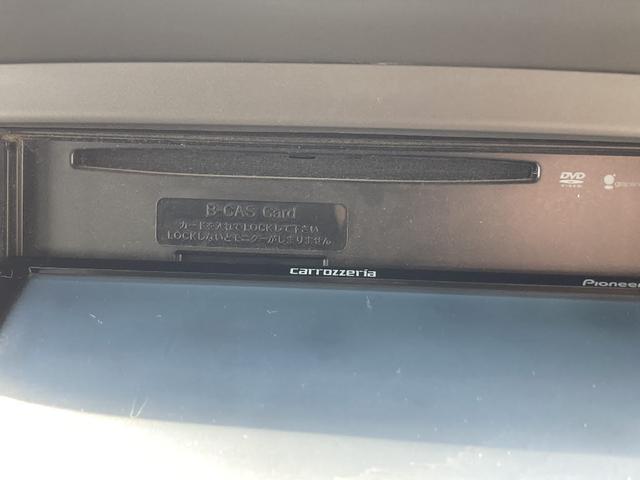 DVD
VIDEO
B-CAS Card
カードを入れてLOCKして下さい
LOCKしないとモニターがしまりません
carrozzeria
Pioneer